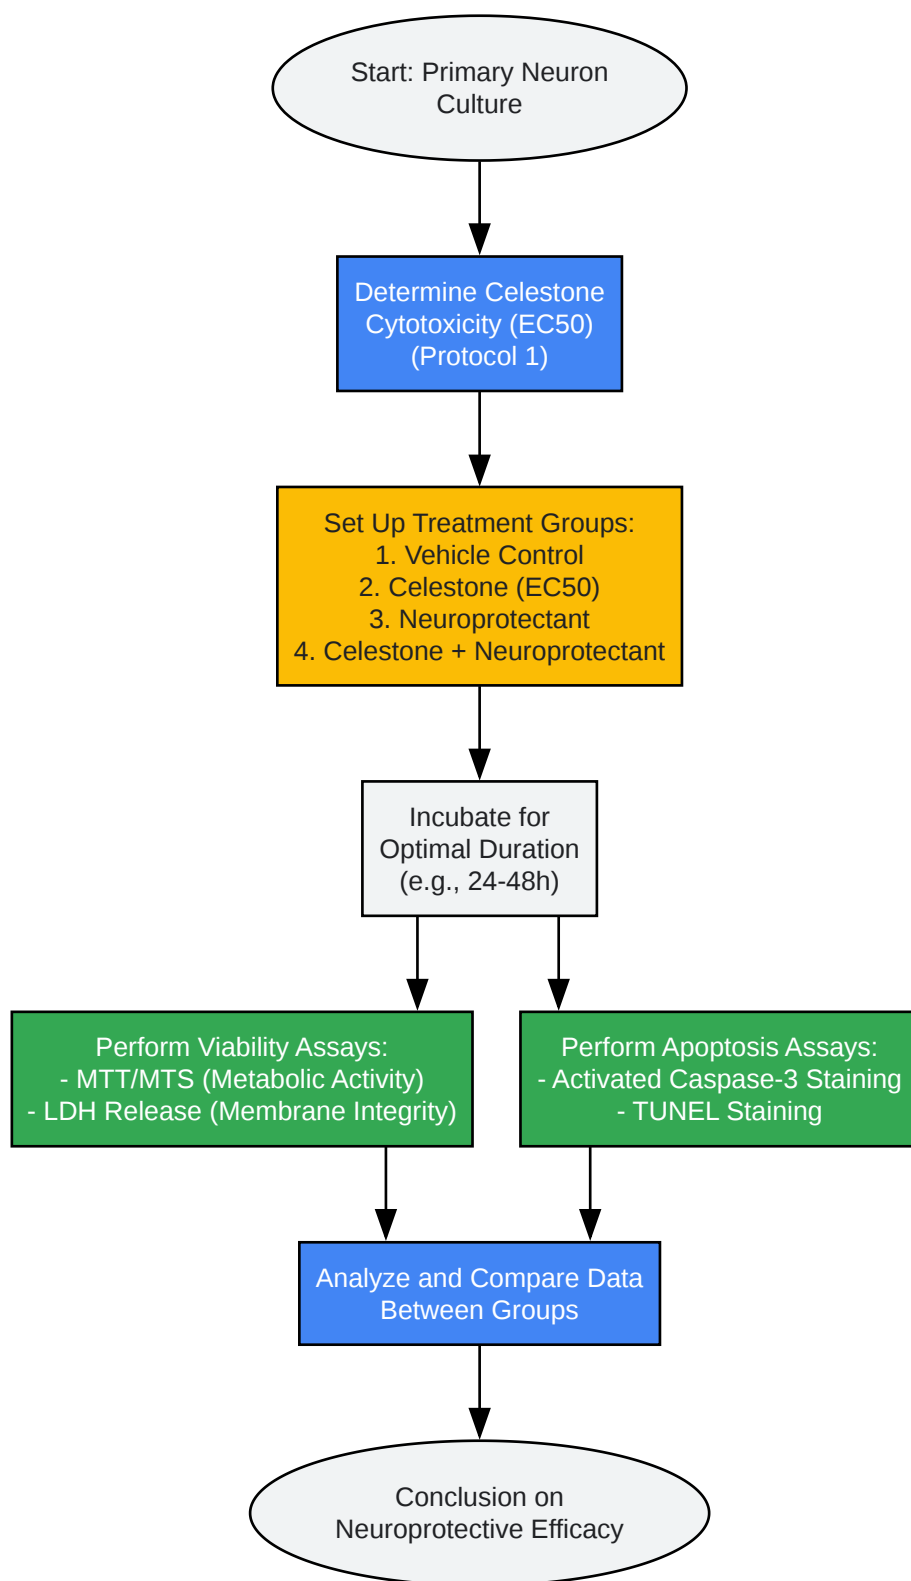 Start: Primary Neuron
Culture
Determine Celestone
Cytotoxicity (EC50)
(Protocol 1)
Set Up Treatment Groups:
1. Vehicle Control
2. Celestone (EC50)
3. Neuroprotectant
4. Celestone + Neuroprotectant
Incubate for
Optimal Duration
(e.g., 24-48h)
Perform Viability Assays:
- MTT/MTS (Metabolic Activity)
- LDH Release (Membrane Integrity)
Perform Apoptosis Assays:
- Activated Caspase-3 Staining
- TUNEL Staining
Analyze and Compare Data
Between Groups
Conclusion on
Neuroprotective Efficacy